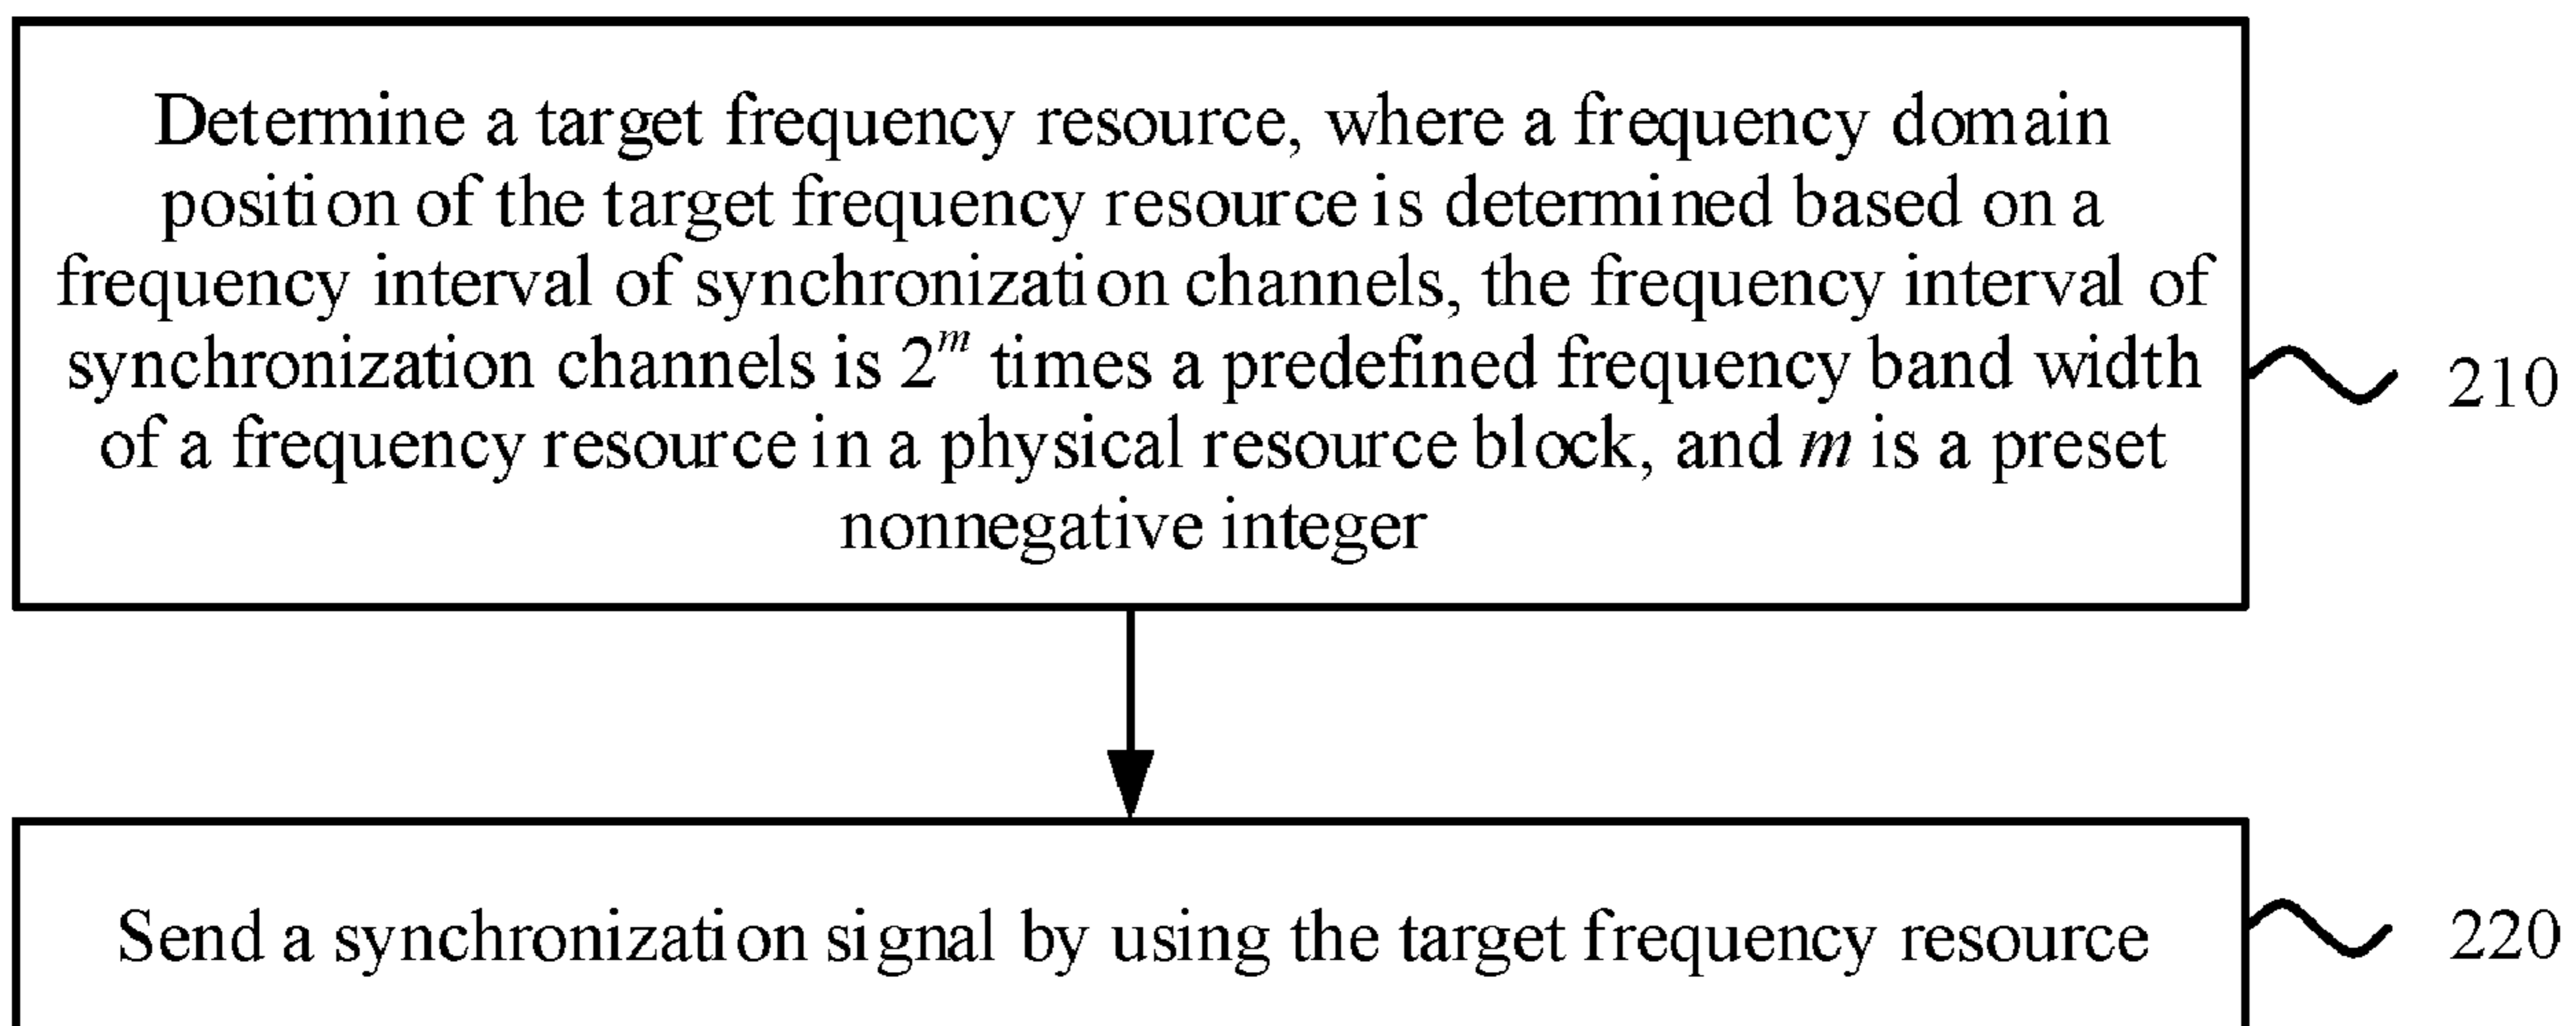 Determine a target frequency resource, where a frequency domain
position of the target frequency resource is determined based on a
frequency interval of synchronization channels, the frequency interval of
synchronization channels is 2^m times a predefined frequency band width
of a frequency resource in a physical resource block, and m is a preset
nonnegative integer
210
Send a synchronization signal by using the target frequency resource
220